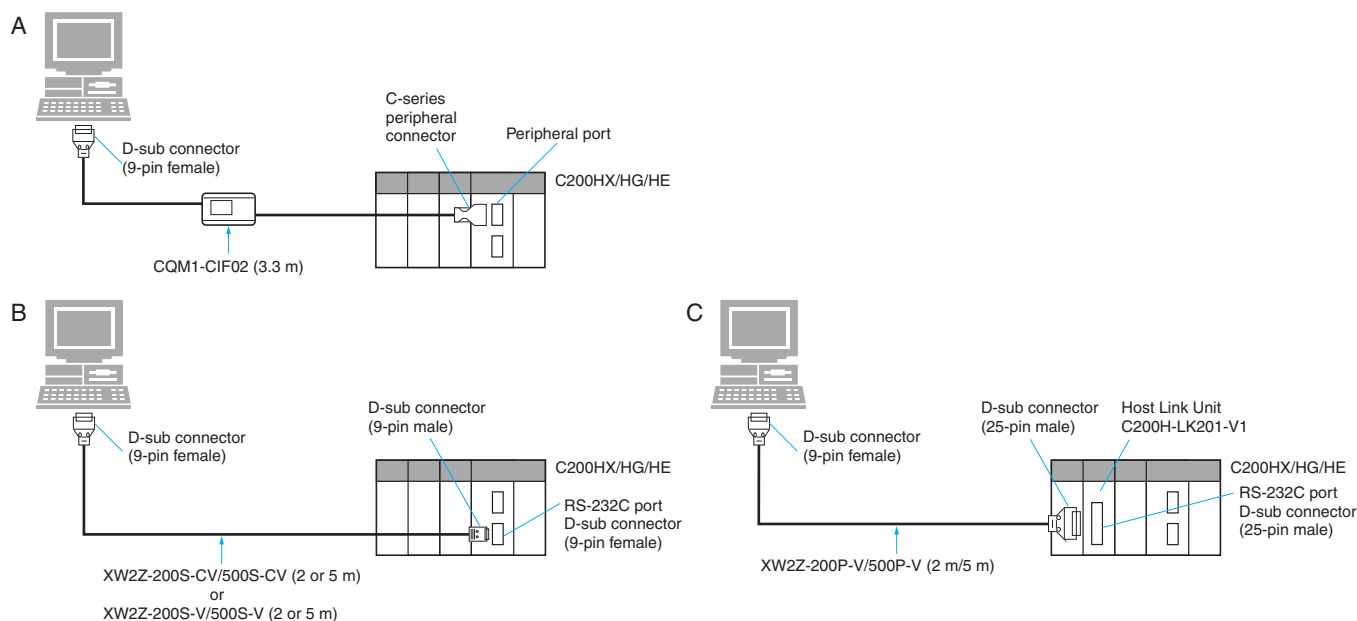 A
C-series
peripheral
connector
Peripheral port
D-sub connector
(9-pin female)
C200HX/HG/HE
CQM1-CIF02 (3.3 m)
B
D-sub connector
(9-pin male)
D-sub connector
(9-pin female)
C200HX/HG/HE
RS-232C port
D-sub connector
(9-pin female)
XW2Z-200S-CV/500S-CV (2 or 5 m)
or
XW2Z-200S-V/500S-V (2 or 5 m)
C
D-sub connector
(25-pin male)
Host Link Unit
C200H-LK201-V1
D-sub connector
(9-pin female)
C200HX/HG/HE
RS-232C port
D-sub connector
(25-pin male)
XW2Z-200P-V/500P-V (2 m/5 m)